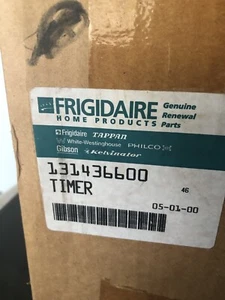 FRIGIDAIRE
HOME PRODUCTS
Genuine
Renewal
Parts
Frigidaire TAPPAN
White-Westinghouse PHILCO
Gibson Kelvinator
131436600
TIMER
46
05-01-00